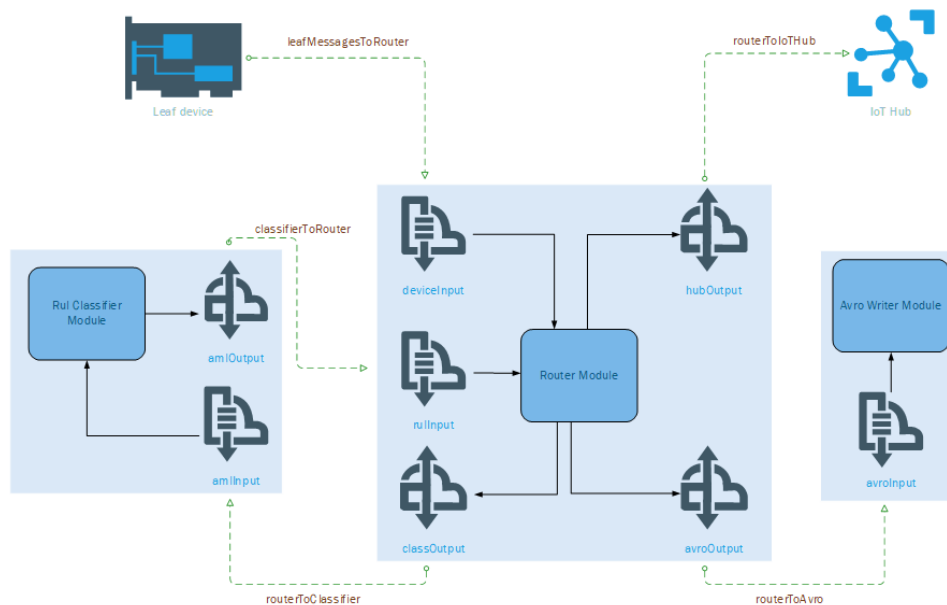 leafMessagesToRouter
routerToIoTHub
Leaf device
IoT Hub
classifierToRouter
deviceInput
hubOutput
Rul Classifier
Module
Avro Writer Module
amlOutput
Router Module
rulInput
amlInput
avroInput
classOutput
avroOutput
routerToClassifier
routerToAvro